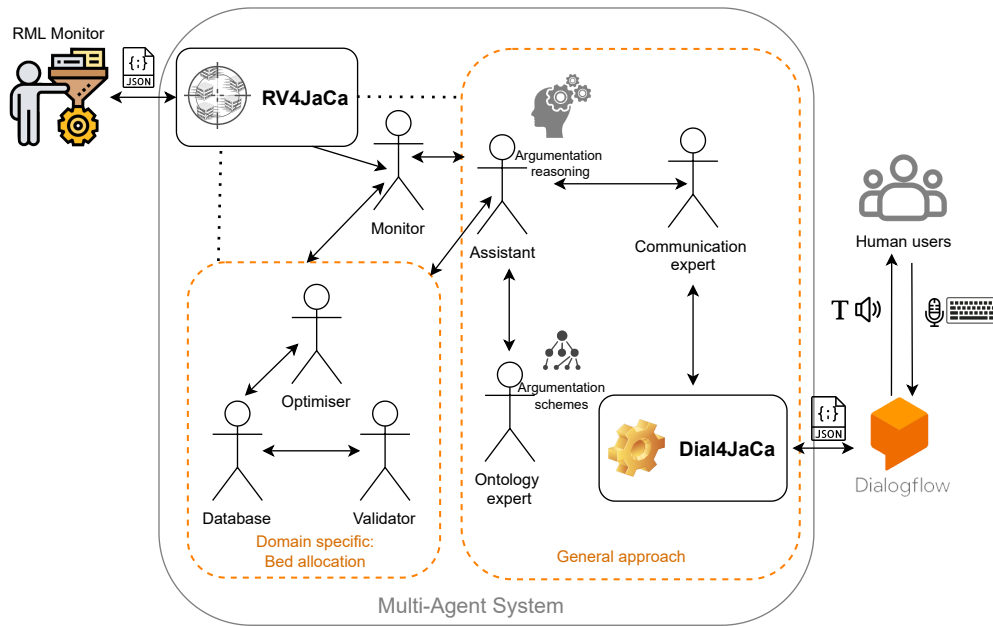 RML Monitor
{:}
JSON
RV4JaCa
Monitor
Argumentation
reasoning
Assistant
Communication
expert
Human users
T
Optimiser
Argumentation
schemes
Database
Validator
Ontology
expert
Dial4JaCa
{:}
JSON
Dialogflow
Domain specific:
Bed allocation
General approach
Multi-Agent System